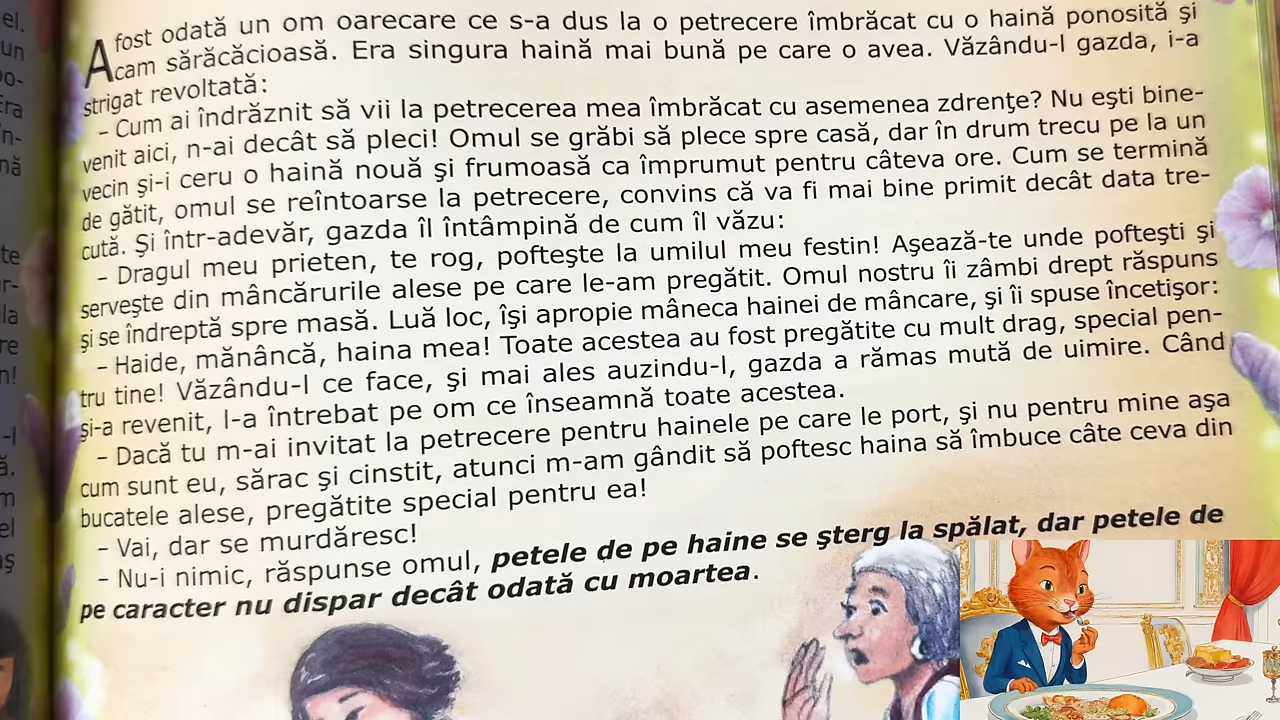 el.
un
oo-
Era
în-
nă
te
ur-
lla
re
n!
-l
ă.
m
el
aş
A fost odată un om oarecare ce s-a dus la o petrecere îmbrăcat cu o haină ponosită şi
cam sărăcăcioasă. Era singura haină mai bună pe care o avea. Văzându-l gazda, i-a
strigat revoltată:
– Cum ai îndrăznit să vii la petrecerea mea îmbrăcat cu asemenea zdrenţe? Nu eşti bine-
venit aici, n-ai decât să pleci! Omul se grăbi să plece spre casă, dar în drum trecu pe la un
vecin şi-i ceru o haină nouă şi frumoasă ca împrumut pentru câteva ore. Cum se termină
de gătit, omul se reîntoarse la petrecere, convins că va fi mai bine primit decât data tre-
cută. Şi într-adevăr, gazda îl întâmpină de cum îl văzu:
– Dragul meu prieten, te rog, pofteşte la umilul meu festin! Aşează-te unde pofteşti şi
serveşte din mâncărurile alese pe care le-am pregătit. Omul nostru îi zâmbi drept răspuns
şi se îndreptă spre masă. Luă loc, îşi apropie mâneca hainei de mâncare, şi îi spuse încetişor:
– Haide, mănâncă, haina mea! Toate acestea au fost pregătite cu mult drag, special pen-
tru tine! Văzându-l ce face, şi mai ales auzindu-l, gazda a rămas mută de uimire. Când
şi-a revenit, l-a întrebat pe om ce înseamnă toate acestea.
– Dacă tu m-ai invitat la petrecere pentru hainele pe care le port, şi nu pentru mine aşa
cum sunt eu, sărac şi cinstit, atunci m-am gândit să poftesc haina să îmbuce câte ceva din
bucatele alese, pregătite special pentru ea!
– Vai, dar se murdăresc!
– Nu-i nimic, răspunse omul, petele de pe haine se şterg la spălat, dar petele de
pe caracter nu dispar decât odată cu moartea.